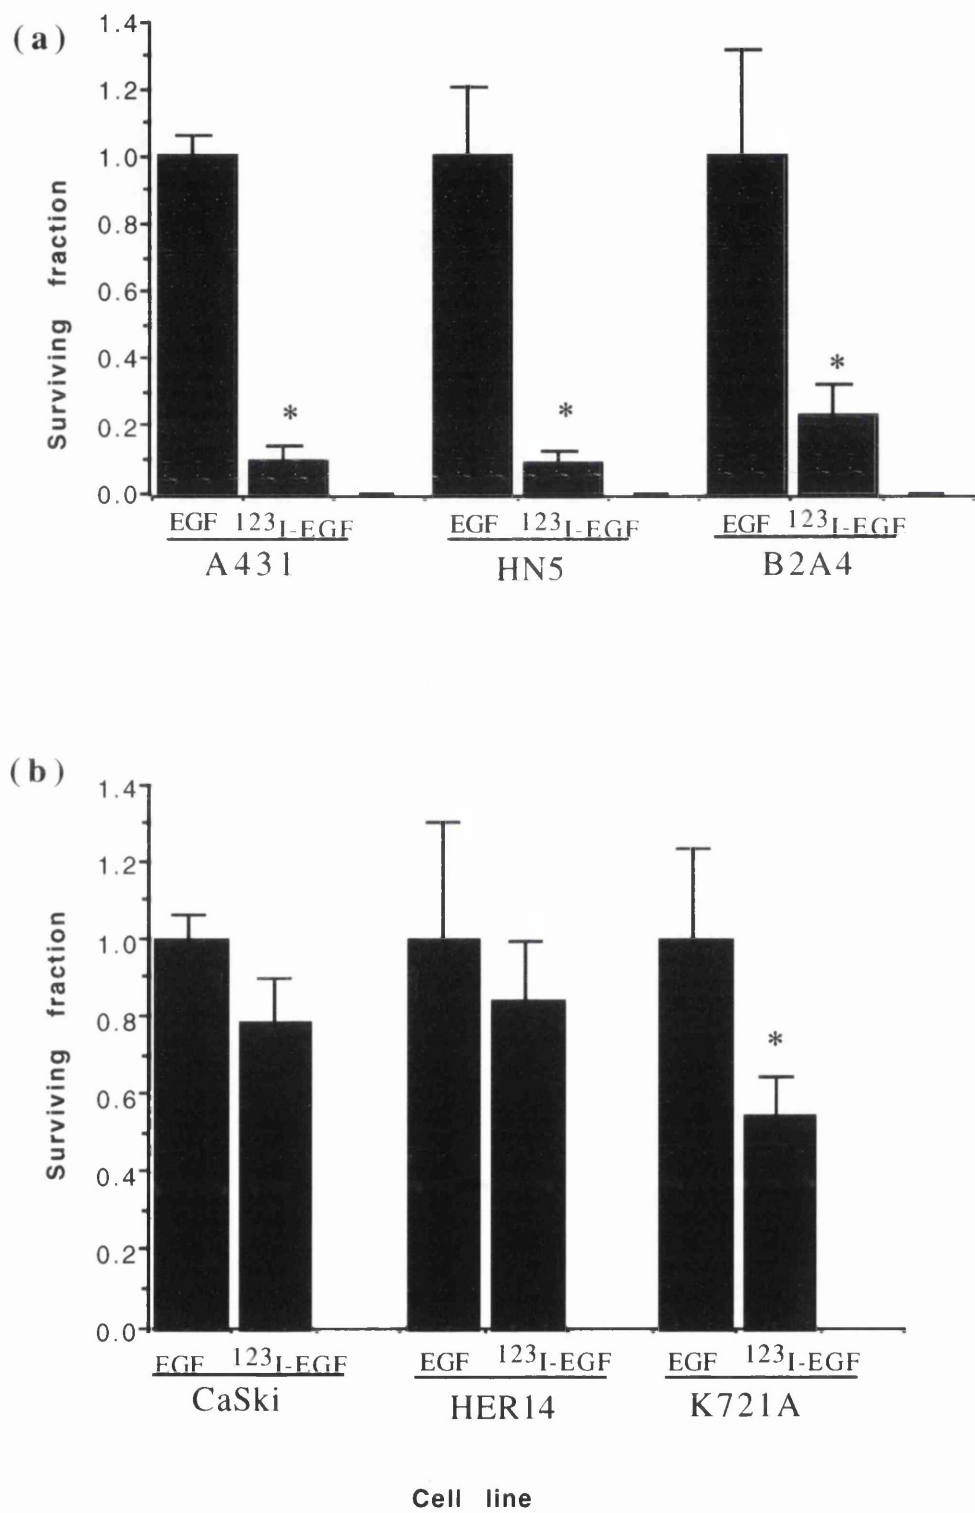 (a)
Surviving fraction
1.4
1.2
1.0
0.8
0.6
0.4
0.2
0.0
*
*
*
EGF 123I-EGF
EGF 123I-EGF
EGF 123I-EGF
A431
HN5
B2A4
(b)
Surviving fraction
1.4
1.2
1.0
0.8
0.6
0.4
0.2
0.0
*
EGF 123I-EGF
EGF 123I-EGF
EGF 123I-EGF
CaSki
HER14
K721A
Cell line